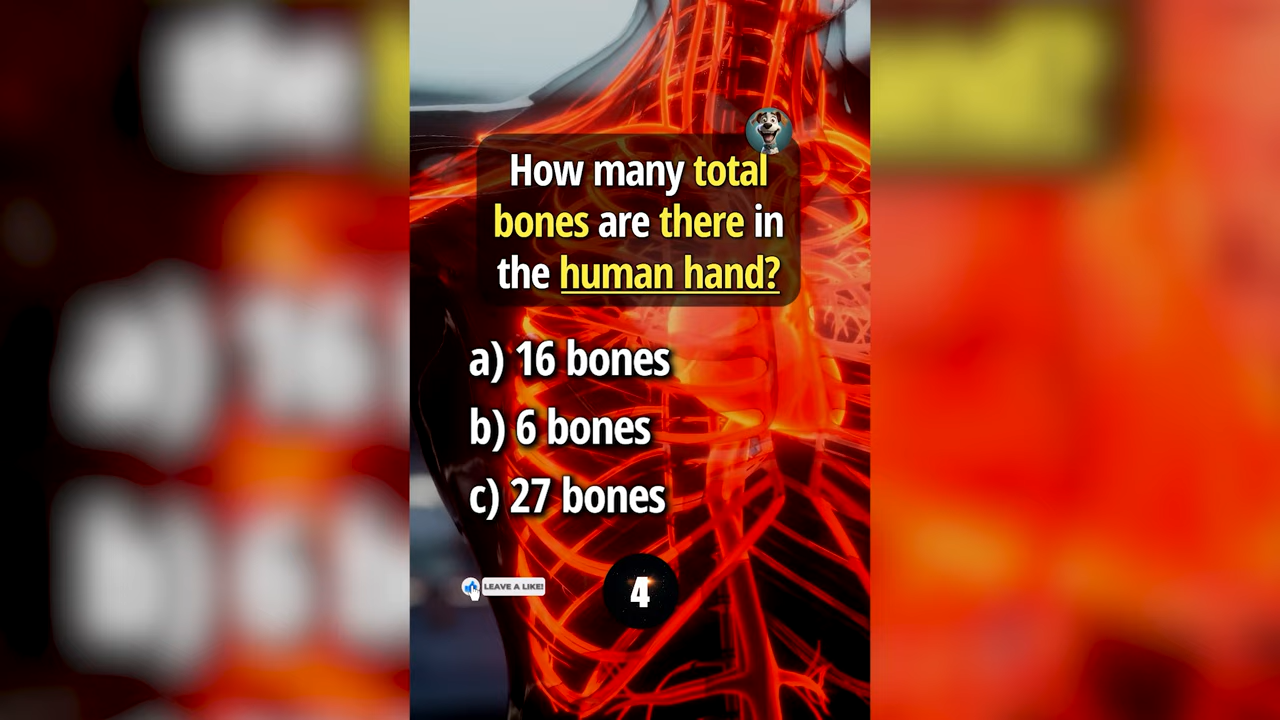 How many total
bones are there in
the human hand?
a) 16 bones
b) 6 bones
c) 27 bones
LEAVE A LIKE!
4